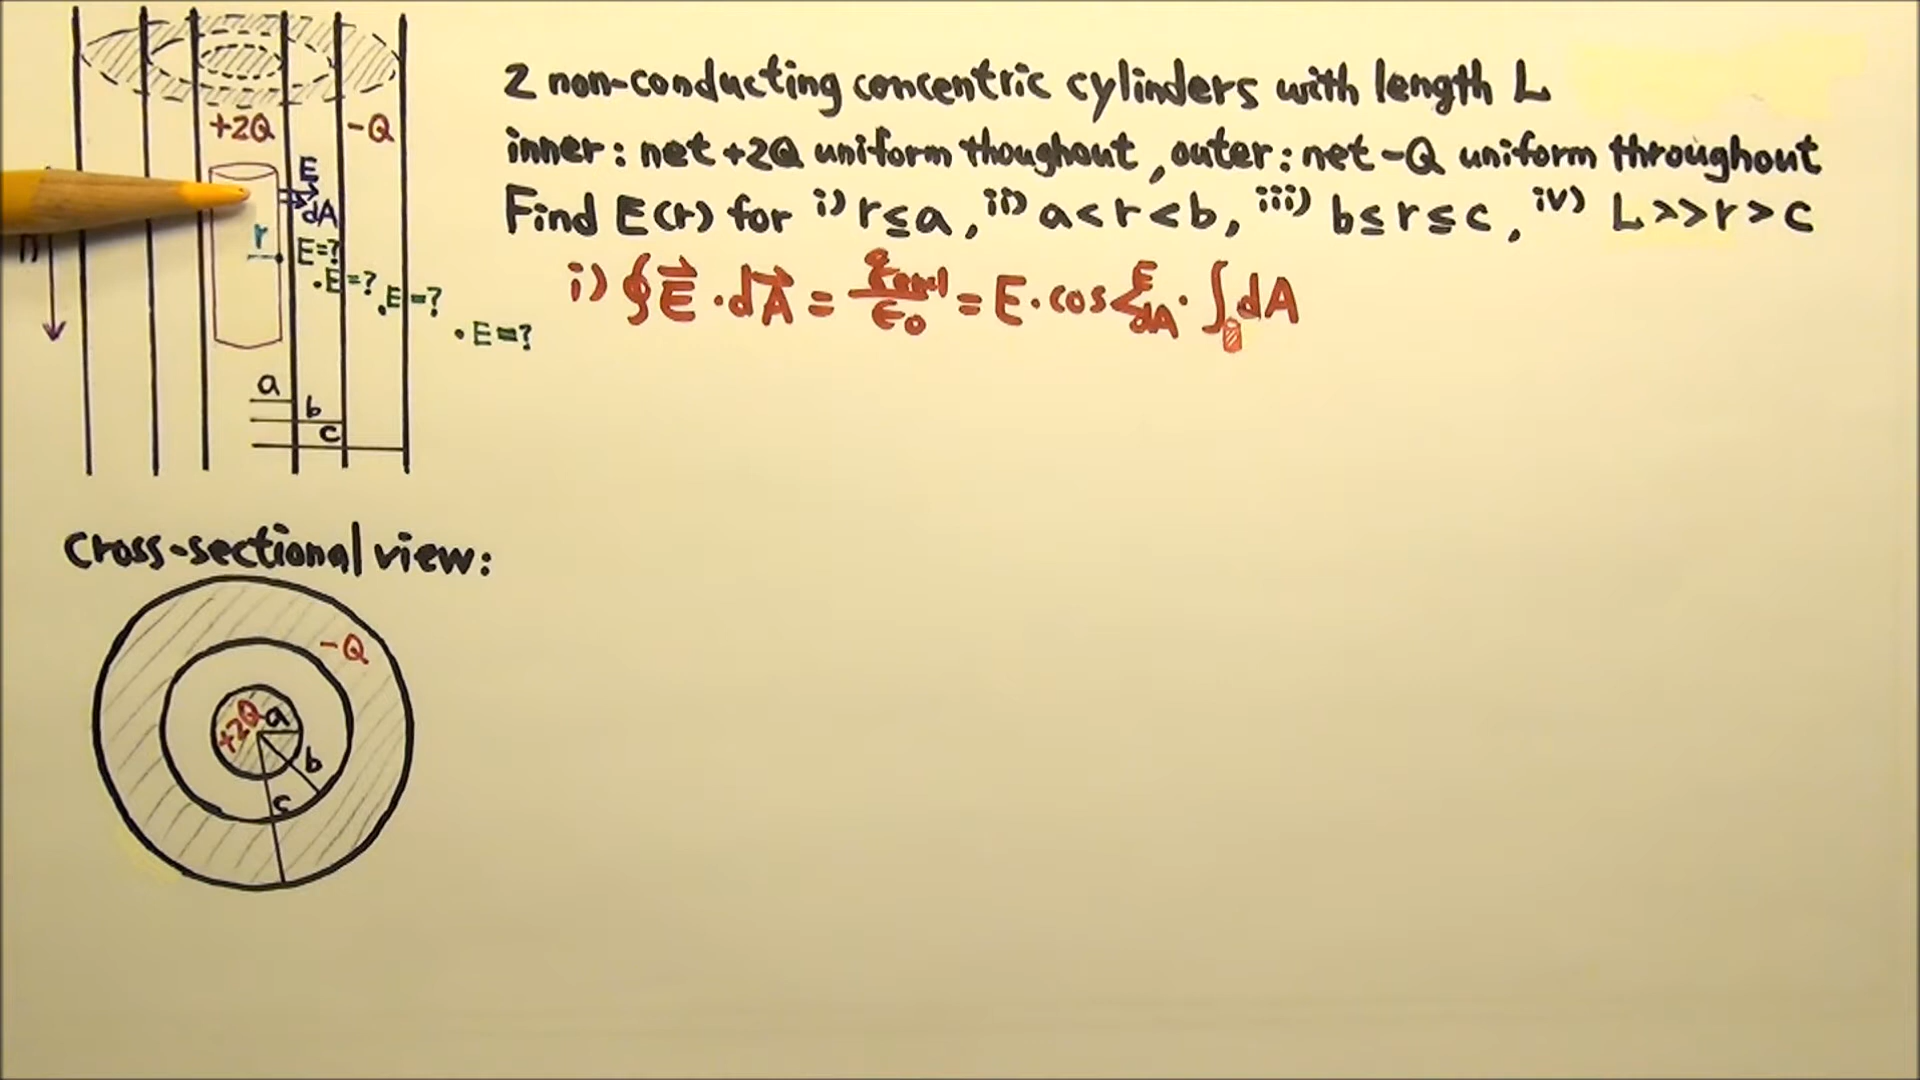 2 non-conducting concentric cylinders with length L
inner: net +2Q uniform thoughout, outer: net -Q uniform throughout
Find E(r) for i) r≤a, ii) a<r<b, iii) b≤r≤c, iv) L>>r>c
i) ∮E⃗·dA⃗ = q_encl/ε₀ = E·cos∠E dA·∫dA
+2Q
-Q
E
dA
r
E=?
.E=?
.E=?
.E=?
a
b
c
cross-sectional view:
-Q
+2Q
a
b
c